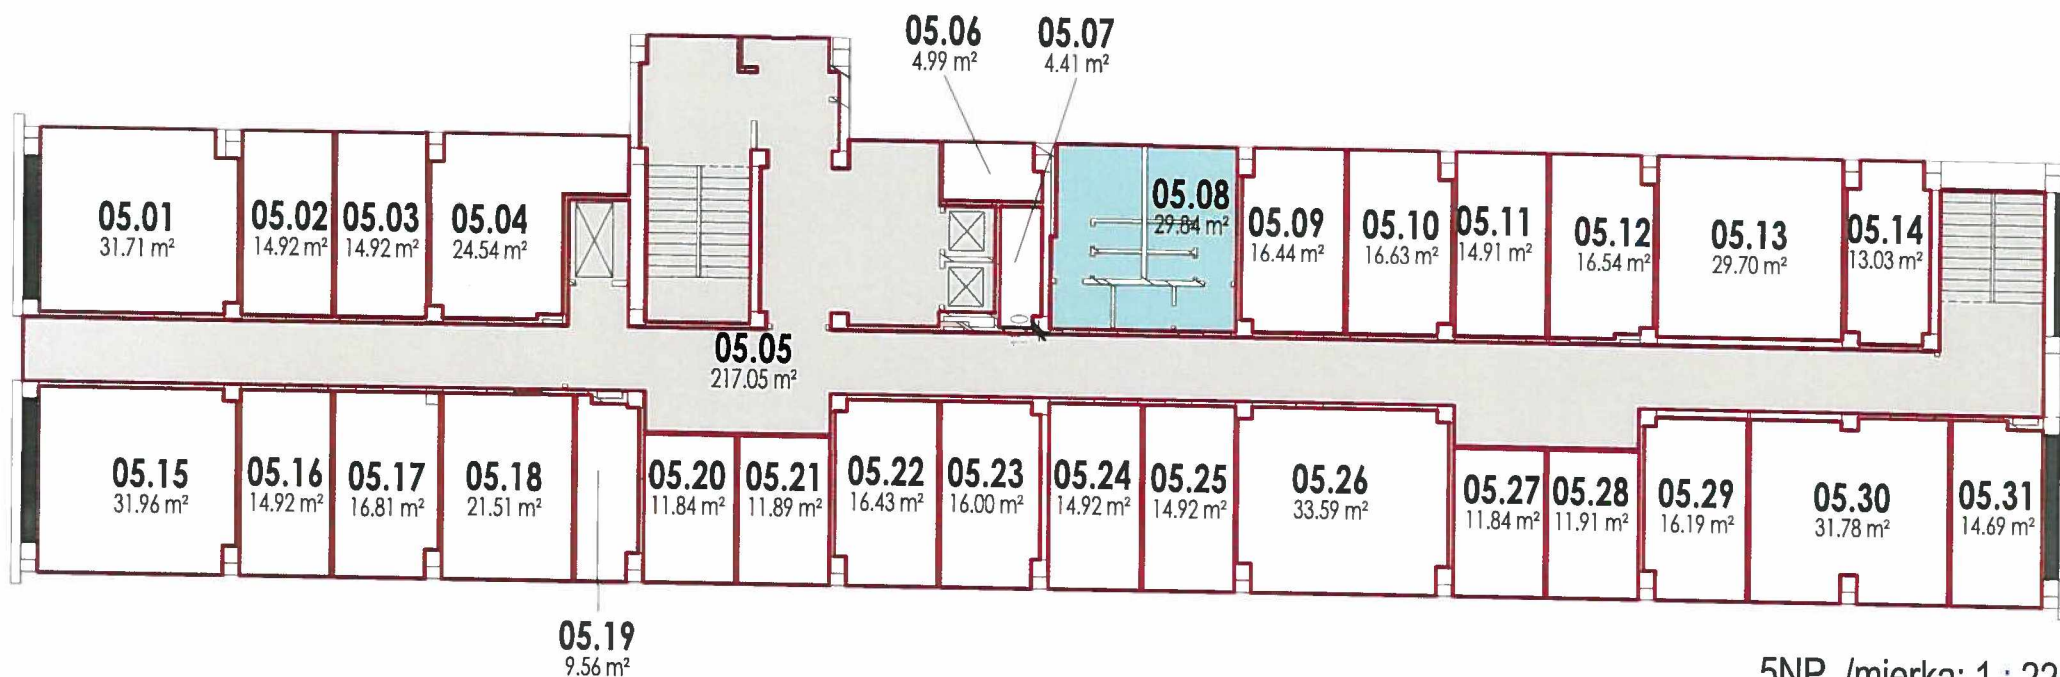 05.06
4.99 m²
05.07
4.41 m²
05.01
31.71 m²
05.02
14.92 m²
05.03
14.92 m²
05.04
24.54 m²
05.08
29.84 m²
05.09
16.44 m²
05.10
16.63 m²
05.11
14.91 m²
05.12
16.54 m²
05.13
29.70 m²
05.14
13.03 m²
05.05
217.05 m²
05.15
31.96 m²
05.16
14.92 m²
05.17
16.81 m²
05.18
21.51 m²
05.20
11.84 m²
05.21
11.89 m²
05.22
16.43 m²
05.23
16.00 m²
05.24
14.92 m²
05.25
14.92 m²
05.26
33.59 m²
05.27
11.84 m²
05.28
11.91 m²
05.29
16.19 m²
05.30
31.78 m²
05.31
14.69 m²
05.19
9.56 m²
5NP /mierka: 1 : 22